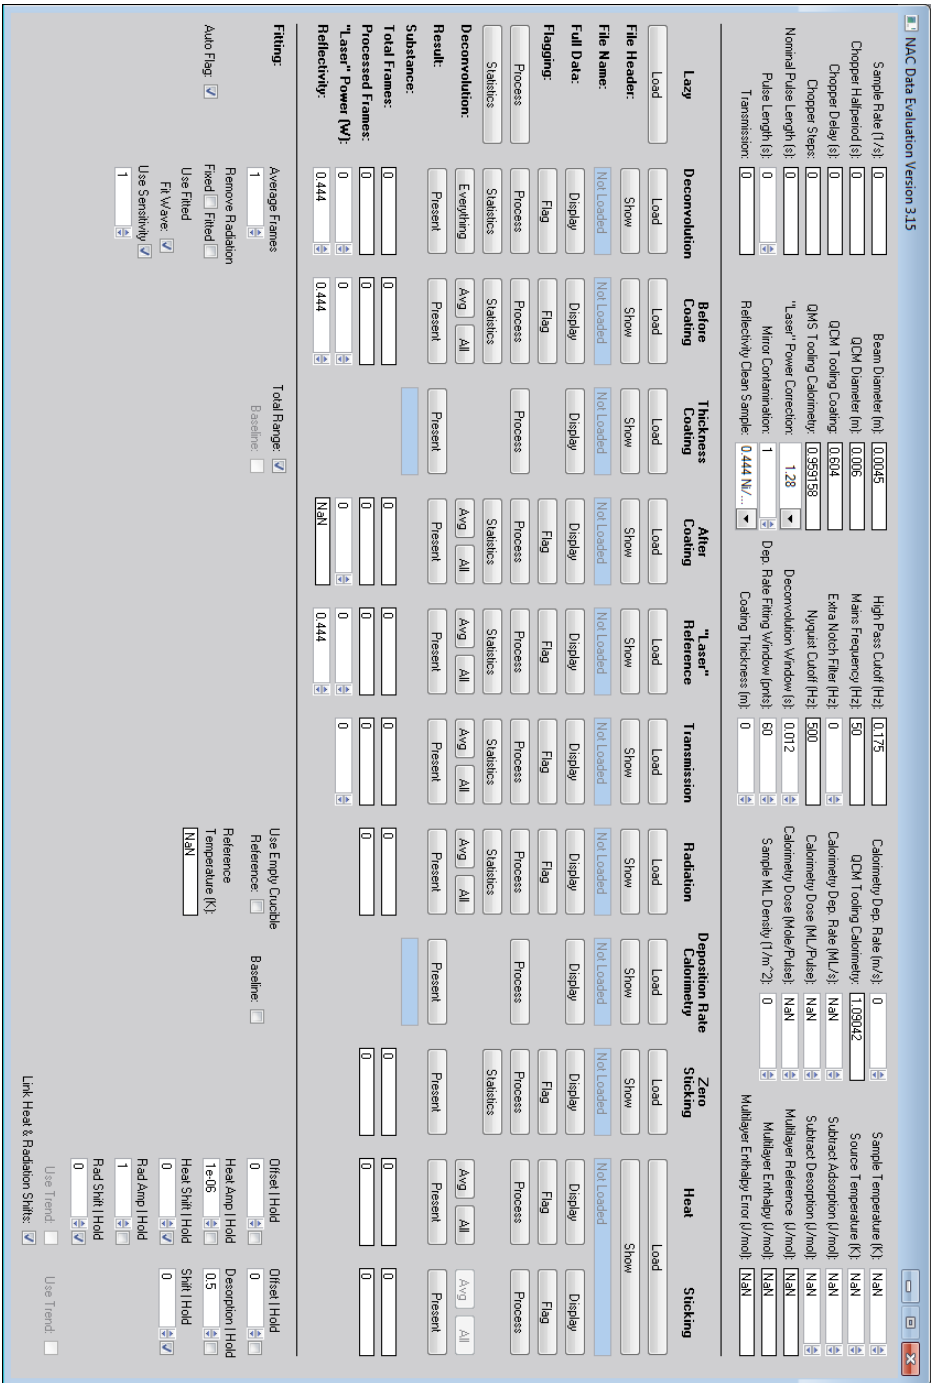 NAC Data Evaluation Version 3.15
Sample Rate (1/s): 0 Beam Diameter (m): 0.0045 High Pass Cutoff (Hz): 0.175 Calorimetry Dep. Rate (m/s): 0 Sample Temperature (K): NaN
Chopper Halfperiod (s): 0 QCM Diameter (m): 0.006 Mains Frequency (Hz): 50 QCM Tooling Calorimetry: 1.09042 Source Temperature (K): NaN
Chopper Delay (s): 0 QCM Tooling Coating: 0.604 Extra Notch Filter (Hz): 0 Calorimetry Dep. Rate (ML/s): NaN Subtract Adsorption (J/mol): NaN
Chopper Steps: 0 QMS Tooling Calorimetry: 0.959158 Nyquist Cutoff (Hz): 500 Calorimetry Dose (ML/Pulse): NaN Subtract Desorption (J/mol): NaN
Nominal Pulse Length (s): 0 "Laser" Power Correction: 1.28 Deconvolution Window (s): 0.012 Calorimetry Dose (Mole/Pulse): NaN Multilayer Reference (J/mol): NaN
Pulse Length (s): 0 Mirror Contamination: 1 Dep. Rate Fitting Window (pnts): 60 Sample ML Density (1/m^2): 0 Multilayer Enthalpy (J/mol): NaN
Transmission: 0 Reflectivity Clean Sample: 0.444 Ni/... Coating Thickness (m): 0 Multilayer Enthalpy Error (J/mol): NaN
Lazy Deconvolution Before Coating Thickness Coating After Coating "Laser" Reference Transmission Radiation Deposition Rate Calorimetry Zero Sticking Heat Sticking
Load Load Load Load Load Load Load Load Load Load Load
File Header: Show Show Show Show Show Show Show Show Show Show
File Name: Not Loaded Not Loaded Not Loaded Not Loaded Not Loaded Not Loaded Not Loaded Not Loaded Not Loaded Not Loaded
Full Data: Display Display Display Display Display Display Display Display Display Display Display
Flagging: Flag Flag Flag Flag Flag Flag Flag Flag Flag
Process Process Process Process Process Process Process Process Process Process Process Process
Statistics Statistics Statistics Statistics Statistics Statistics Statistics Statistics
Deconvolution: Everything Avg All Avg All Avg All Avg All Avg All Avg All Avg All
Result: Present Present Present Present Present Present Present Present Present Present Present
Substance:
Total Frames: 0 0 0 0 0 0 0 0 0
Processed Frames: 0 0 0 0 0 0 0 0 0
"Laser" Power (W): 0 0 0 0 0
Reflectivity: 0.444 0.444 NaN 0.444
Fitting: Average Frames Total Range: Use Empty Crucible Baseline: Offset | Hold Offset | Hold
1 Baseline: Reference: 0 0
Remove Radiation Reference Heat Amp | Hold Desorption | Hold
Auto Flag: Fixed Fitted Temperature (K): 1e-06 0.5
Use Fitted NaN Heat Shift | Hold Shift | Hold
Fit Wave: 0 0
Use Sensitivity Rad Amp | Hold
1 1
Rad Shift | Hold
0
Use Trend: Use Trend:
Link Heat & Radiation Shifts: